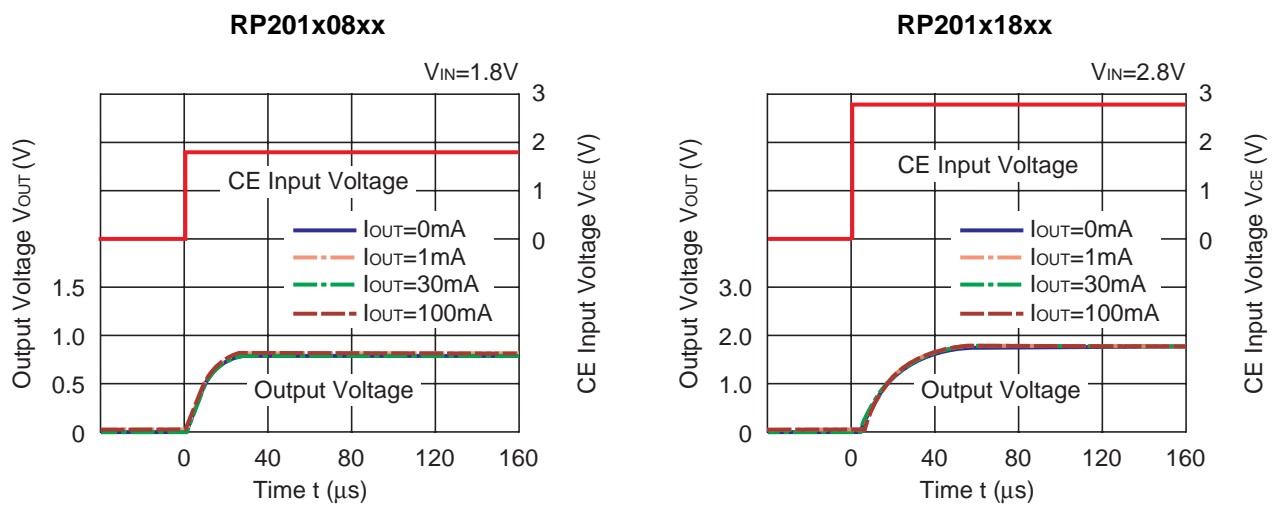 RP201x08xx
VIN=1.8V
3
2
1
0
CE Input Voltage
IOUT=0mA
IOUT=1mA
IOUT=30mA
IOUT=100mA
1.5
1.0
0.5
0
Output Voltage
0 40 80 120 160
Time t (μs)
Output Voltage VOUT (V)
CE Input Voltage VCE (V)
RP201x18xx
VIN=2.8V
3
2
1
0
CE Input Voltage
IOUT=0mA
IOUT=1mA
IOUT=30mA
IOUT=100mA
3.0
2.0
1.0
0
Output Voltage
0 40 80 120 160
Time t (μs)
Output Voltage VOUT (V)
CE Input Voltage VCE (V)